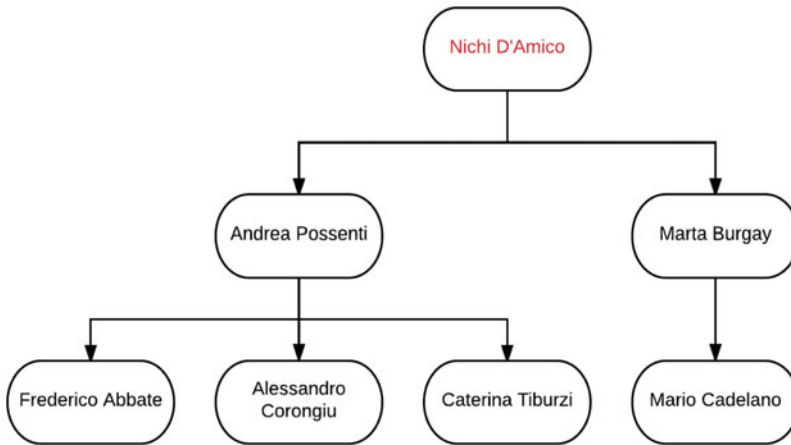 Nichi D'Amico
Andrea Possenti
Marta Burgay
Frederico Abbate
Alessandro
Corongiu
Caterina Tiburzi
Mario Cadelano